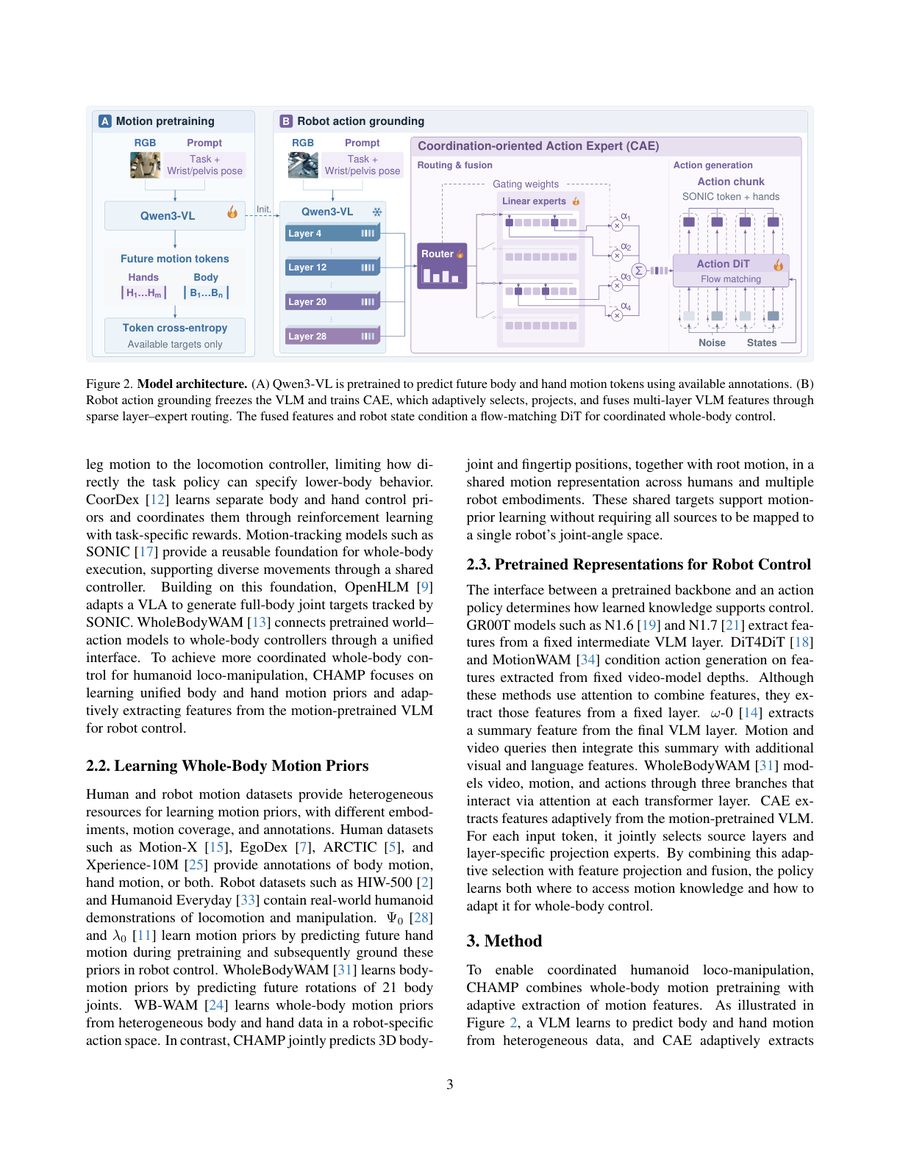 A Motion pretraining
RGB Prompt
Task +
Wrist/pelvis pose
Qwen3-VL
Future motion tokens
Hands Body
H1…Hm B1…Bn
Token cross-entropy
Available targets only
Init.
B Robot action grounding
RGB Prompt
Task +
Wrist/pelvis pose
Qwen3-VL
Layer 4
Layer 12
Layer 20
Layer 28
Coordination-oriented Action Expert (CAE)
Routing & fusion
Gating weights
Linear experts
Router
α1
α2
α3
α4
Σ
Action generation
Action chunk
SONIC token + hands
Action DiT
Flow matching
Noise States
Figure 2. Model architecture. (A) Qwen3-VL is pretrained to predict future body and hand motion tokens using available annotations. (B)
Robot action grounding freezes the VLM and trains CAE, which adaptively selects, projects, and fuses multi-layer VLM features through
sparse layer–expert routing. The fused features and robot state condition a flow-matching DiT for coordinated whole-body control.
leg motion to the locomotion controller, limiting how di-
rectly the task policy can specify lower-body behavior.
CoorDex [12] learns separate body and hand control pri-
ors and coordinates them through reinforcement learning
with task-specific rewards. Motion-tracking models such as
SONIC [17] provide a reusable foundation for whole-body
execution, supporting diverse movements through a shared
controller. Building on this foundation, OpenHLM [9]
adapts a VLA to generate full-body joint targets tracked by
SONIC. WholeBodyWAM [13] connects pretrained world–
action models to whole-body controllers through a unified
interface. To achieve more coordinated whole-body con-
trol for humanoid loco-manipulation, CHAMP focuses on
learning unified body and hand motion priors and adap-
tively extracting features from the motion-pretrained VLM
for robot control.
2.2. Learning Whole-Body Motion Priors
Human and robot motion datasets provide heterogeneous
resources for learning motion priors, with different embod-
iments, motion coverage, and annotations. Human datasets
such as Motion-X [15], EgoDex [7], ARCTIC [5], and
Xperience-10M [25] provide annotations of body motion,
hand motion, or both. Robot datasets such as HIW-500 [2]
and Humanoid Everyday [33] contain real-world humanoid
demonstrations of locomotion and manipulation. Ψ0 [28]
and λ0 [11] learn motion priors by predicting future hand
motion during pretraining and subsequently ground these
priors in robot control. WholeBodyWAM [31] learns body-
motion priors by predicting future rotations of 21 body
joints. WB-WAM [24] learns whole-body motion priors
from heterogeneous body and hand data in a robot-specific
action space. In contrast, CHAMP jointly predicts 3D body-
joint and fingertip positions, together with root motion, in a
shared motion representation across humans and multiple
robot embodiments. These shared targets support motion-
prior learning without requiring all sources to be mapped to
a single robot's joint-angle space.
2.3. Pretrained Representations for Robot Control
The interface between a pretrained backbone and an action
policy determines how learned knowledge supports control.
GR00T models such as N1.6 [19] and N1.7 [21] extract fea-
tures from a fixed intermediate VLM layer. DiT4DiT [18]
and MotionWAM [34] condition action generation on fea-
tures extracted from fixed video-model depths. Although
these methods use attention to combine features, they ex-
tract those features from a fixed layer. ω-0 [14] extracts
a summary feature from the final VLM layer. Motion and
video queries then integrate this summary with additional
visual and language features. WholeBodyWAM [31] mod-
els video, motion, and actions through three branches that
interact via attention at each transformer layer. CAE ex-
tracts features adaptively from the motion-pretrained VLM.
For each input token, it jointly selects source layers and
layer-specific projection experts. By combining this adap-
tive selection with feature projection and fusion, the policy
learns both where to access motion knowledge and how to
adapt it for whole-body control.
3. Method
To enable coordinated humanoid loco-manipulation,
CHAMP combines whole-body motion pretraining with
adaptive extraction of motion features. As illustrated in
Figure 2, a VLM learns to predict body and hand motion
from heterogeneous data, and CAE adaptively extracts
3